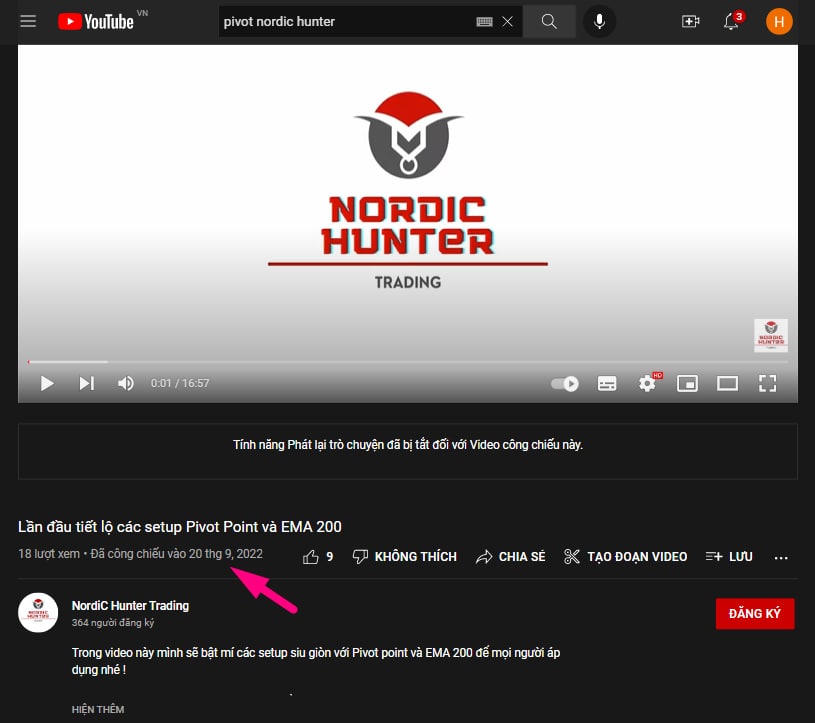 YouTube VN
pivot nordic hunter
3
H
NORDIC
HUNTER
TRADING
NORDIC
HUNTER
0:01 / 16:57
HD
Tính năng Phát lại trò chuyện đã bị tắt đối với Video công chiếu này.
Lần đầu tiết lộ các setup Pivot Point và EMA 200
18 lượt xem • Đã công chiếu vào 20 thg 9, 2022
9 KHÔNG THÍCH CHIA SẺ TẠO ĐOẠN VIDEO LƯU ...
NORDIC
HUNTER
NordiC Hunter Trading
364 người đăng ký
ĐĂNG KÝ
Trong video này mình sẽ bật mí các setup siu giòn với Pivot point và EMA 200 để mọi người áp
dụng nhé !
HIỆN THÊM